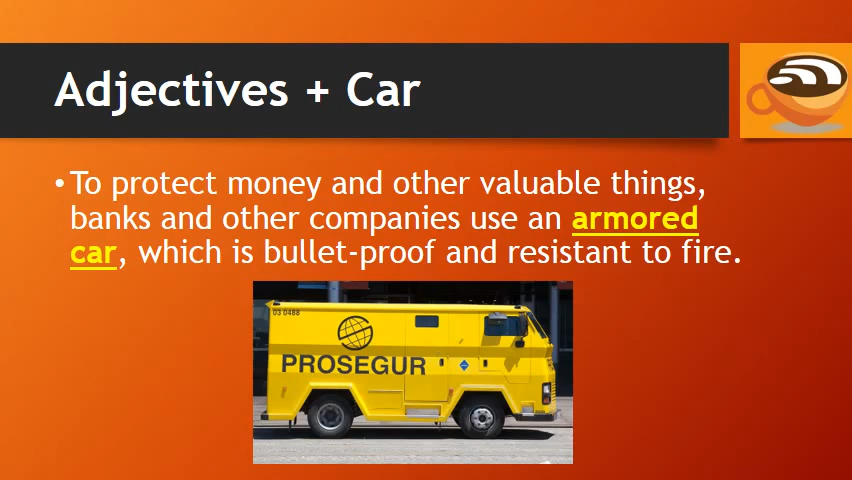 Adjectives + Car
• To protect money and other valuable things,
banks and other companies use an armored
car, which is bullet-proof and resistant to fire.
03 0488
PROSEGUR